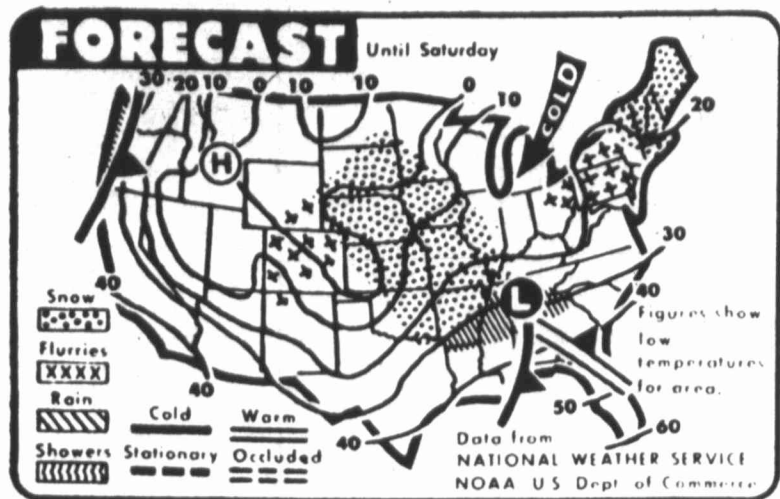 FORECAST Until Saturday
30 20 10 0 10 10 0 10
COLD
20
H
30
L
40
40
40
40
50
60
Snow
Flurries
XXXX
Rain
Showers
Cold
Warm
Stationary
Occluded
Figures show
low
temperatures
for area.
Data from
NATIONAL WEATHER SERVICE
NOAA US Dept of Commerce